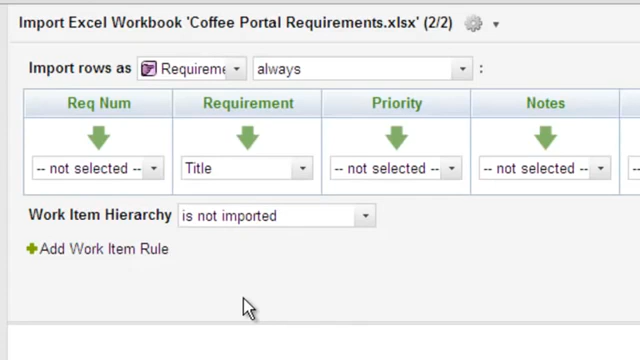 Import Excel Workbook 'Coffee Portal Requirements.xlsx' (2/2)
Import rows as Requireme always :
Req Num Requirement Priority Notes
-- not selected -- Title -- not selected -- -- not selected --
Work Item Hierarchy is not imported
Add Work Item Rule